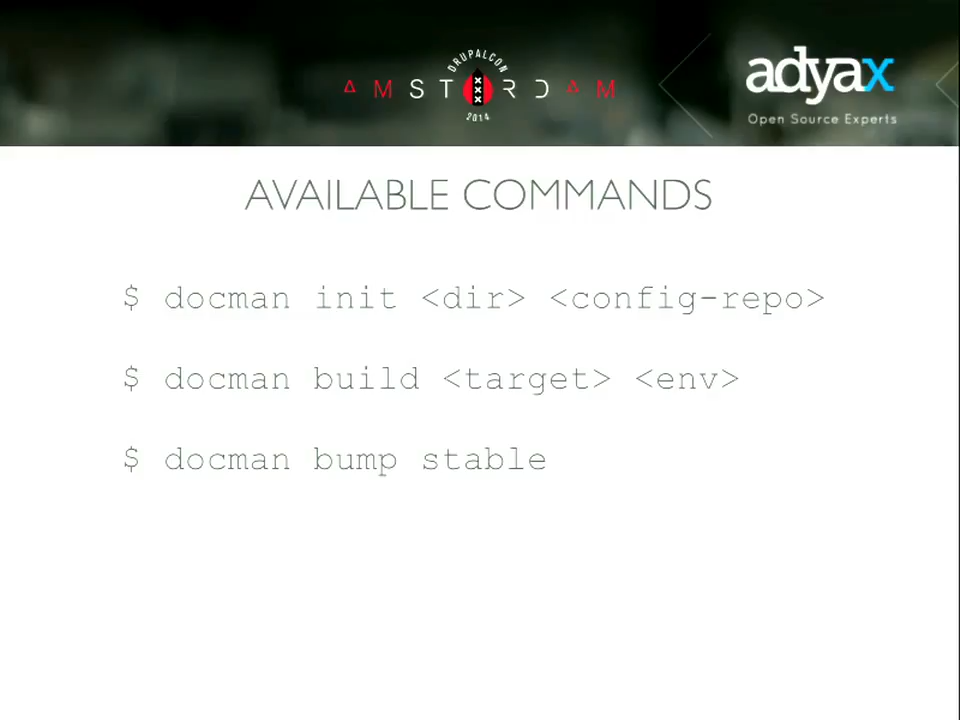 DRUPALCON
AMSTERDAM
2014
adyax
Open Source Experts
AVAILABLE COMMANDS
$ docman init <dir> <config-repo>
$ docman build <target> <env>
$ docman bump stable